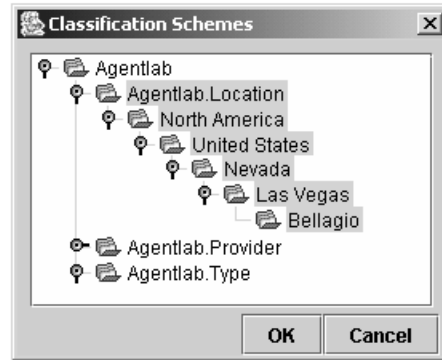 Classification Schemes
Agentlab
Agentlab.Location
North America
United States
Nevada
Las Vegas
Bellagio
Agentlab.Provider
Agentlab.Type
OK Cancel